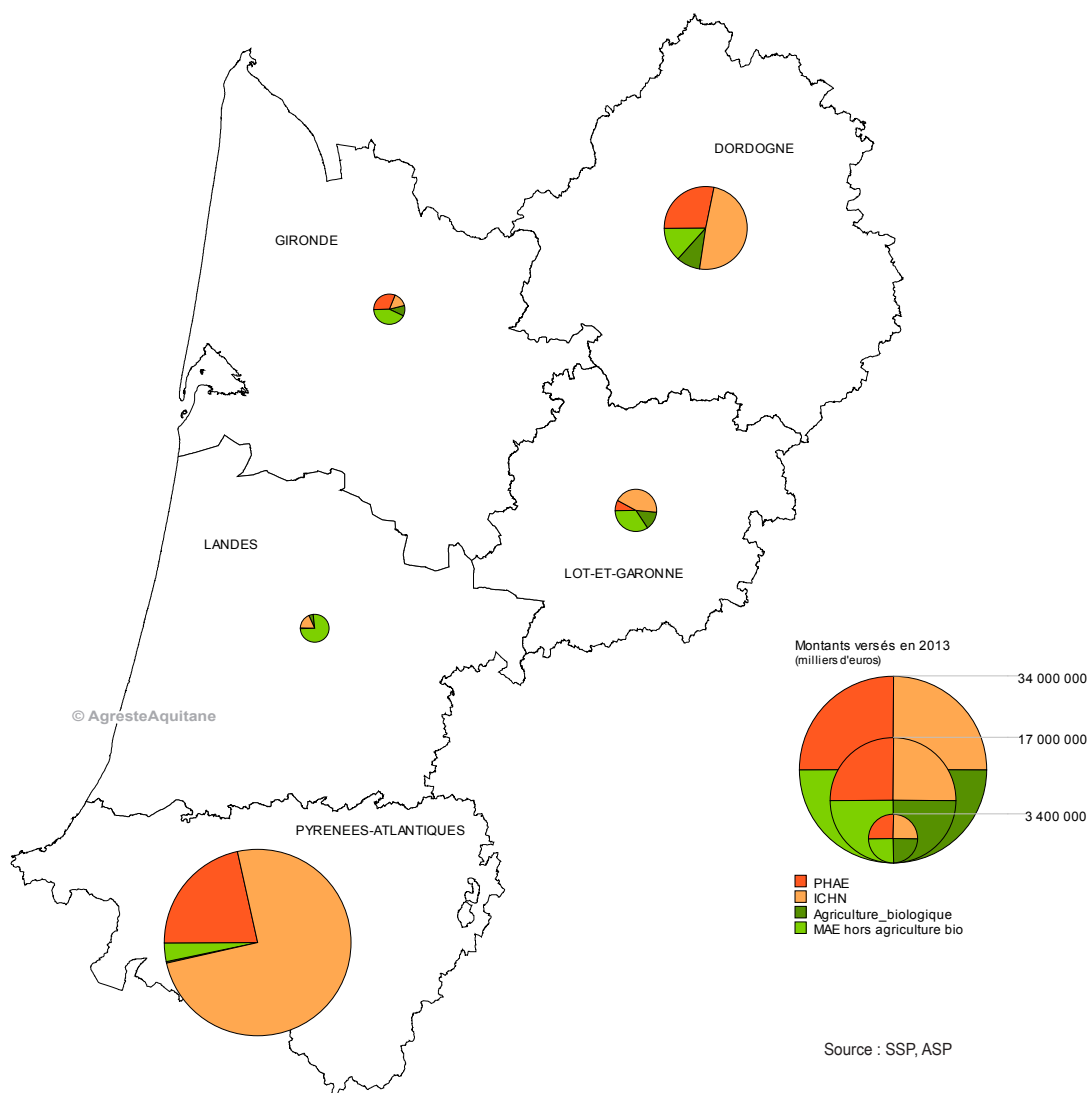 DORDOGNE
GIRONDE
LANDES
LOT-ET-GARONNE
Montants versés en 2013
(milliers d'euros)
34 000 000
17 000 000
3 400 000
© AgresteAquitane
PYRENEES-ATLANTIQUES
PHAE
ICHN
Agriculture_biologique
MAE hors agriculture bio
Source : SSP, ASP